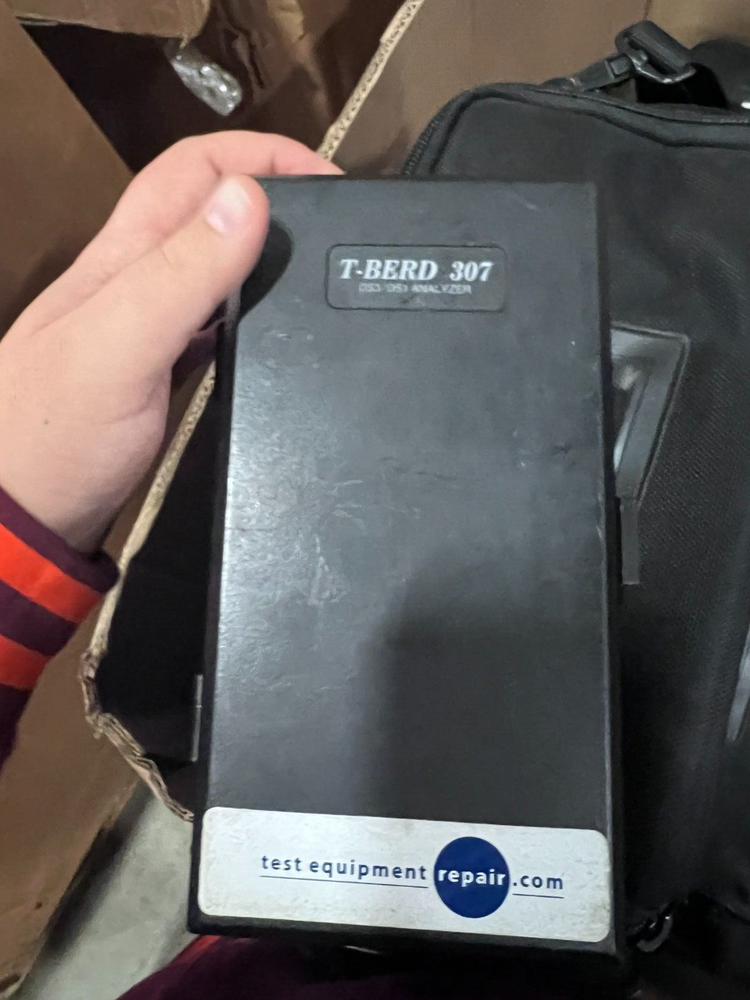 T-BERD 307
DS3/DS1 ANALYZER
test equipment repair.com